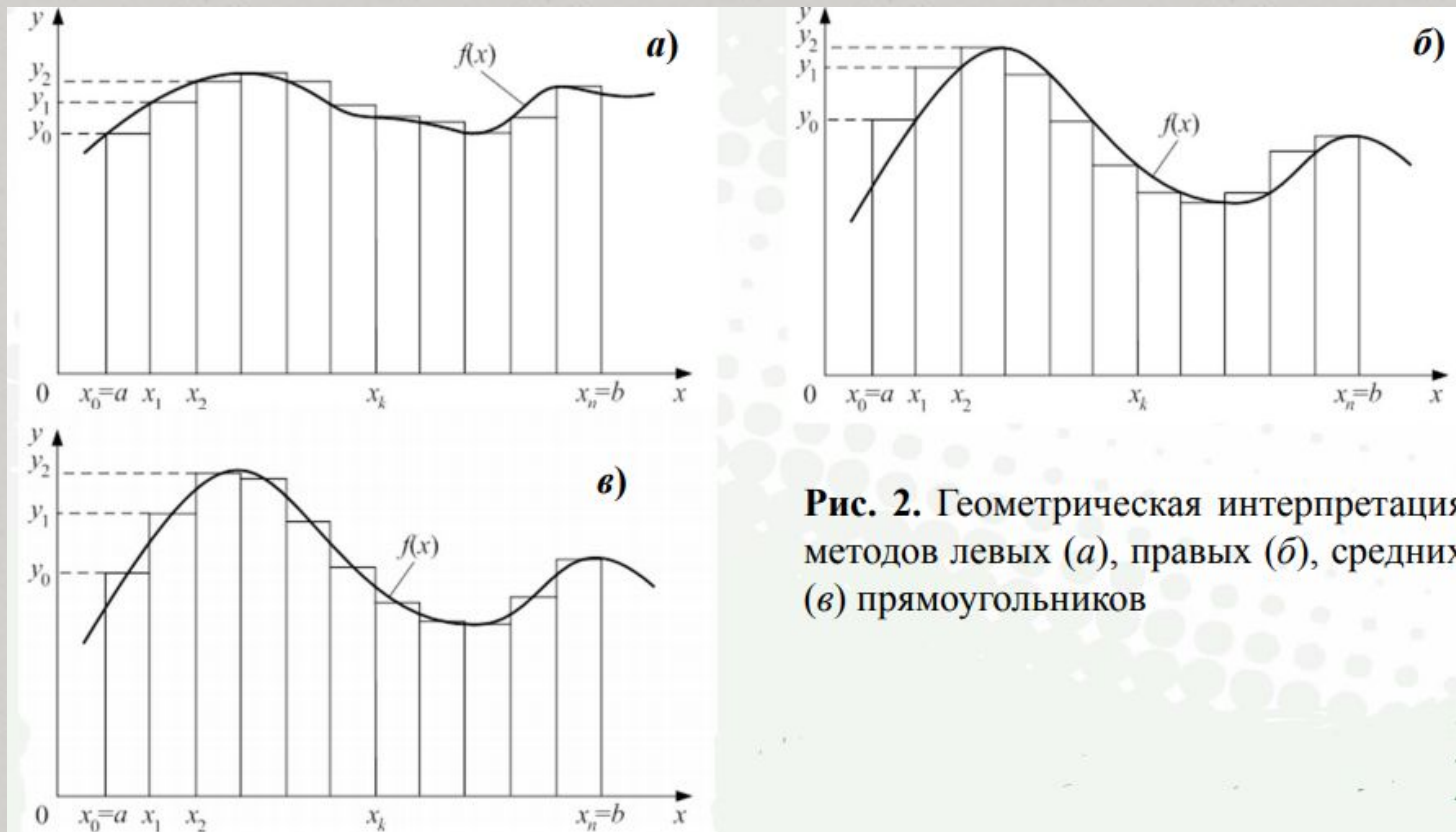 y
а)
y₂
f(x)
y₁
y₀
0 x₀=a x₁ x₂ xₖ xₙ=b x
y
б)
y₂
y₁
y₀
f(x)
0 x₀=a x₁ x₂ xₖ xₙ=b x
y
y₂
в)
y₁
f(x)
y₀
0 x₀=a x₁ x₂ xₖ xₙ=b x
Рис. 2. Геометрическая интерпретация
методов левых (а), правых (б), средних
(в) прямоугольников